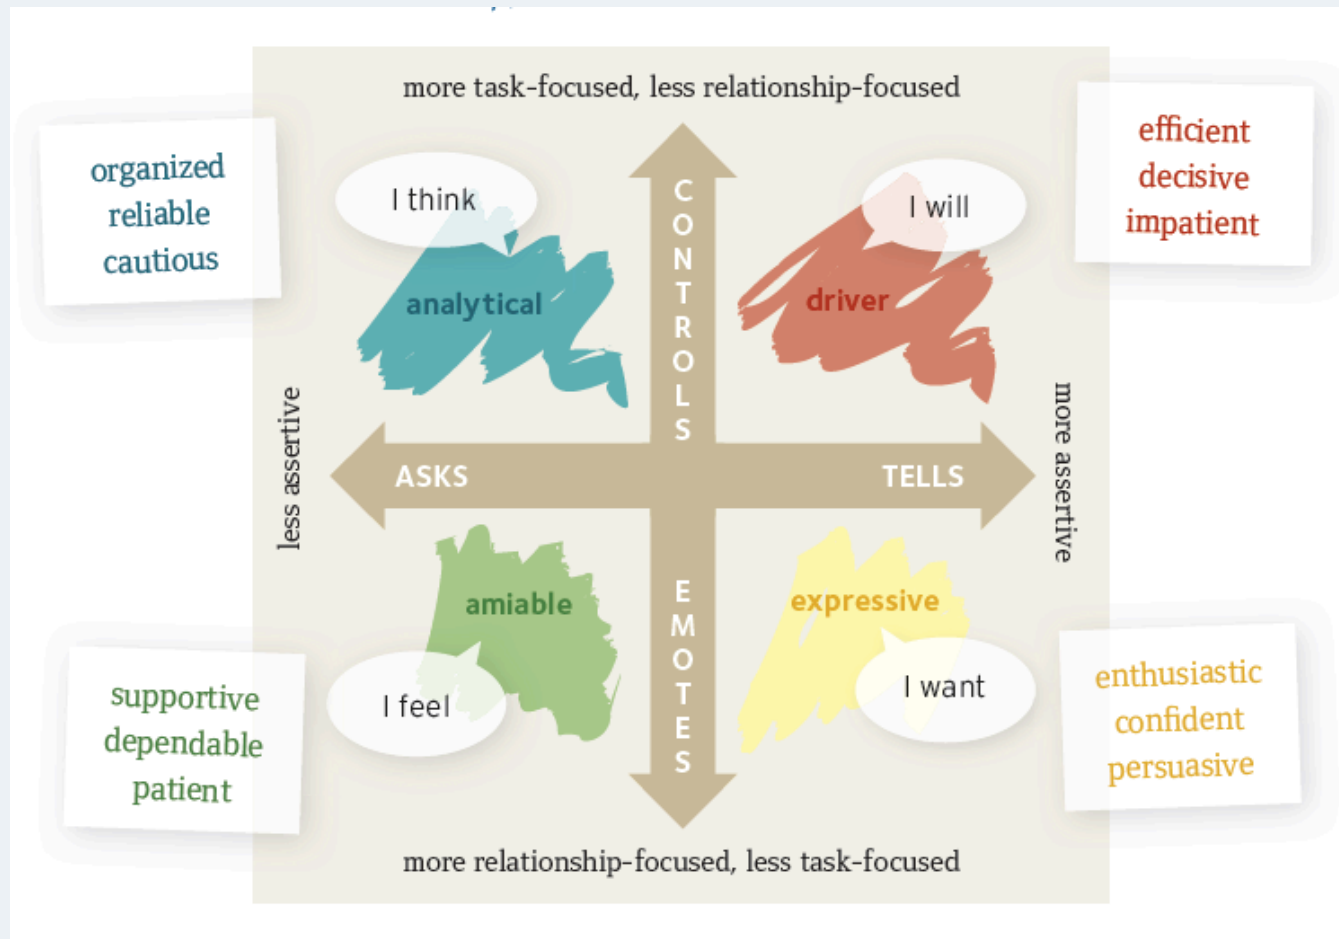 more task-focused, less relationship-focused
organized
reliable
cautious
I think
analytical
CONTROLS
I will
driver
efficient
decisive
impatient
less assertive
ASKS
TELLS
more assertive
amiable
I feel
supportive
dependable
patient
EMOTES
expressive
I want
enthusiastic
confident
persuasive
more relationship-focused, less task-focused